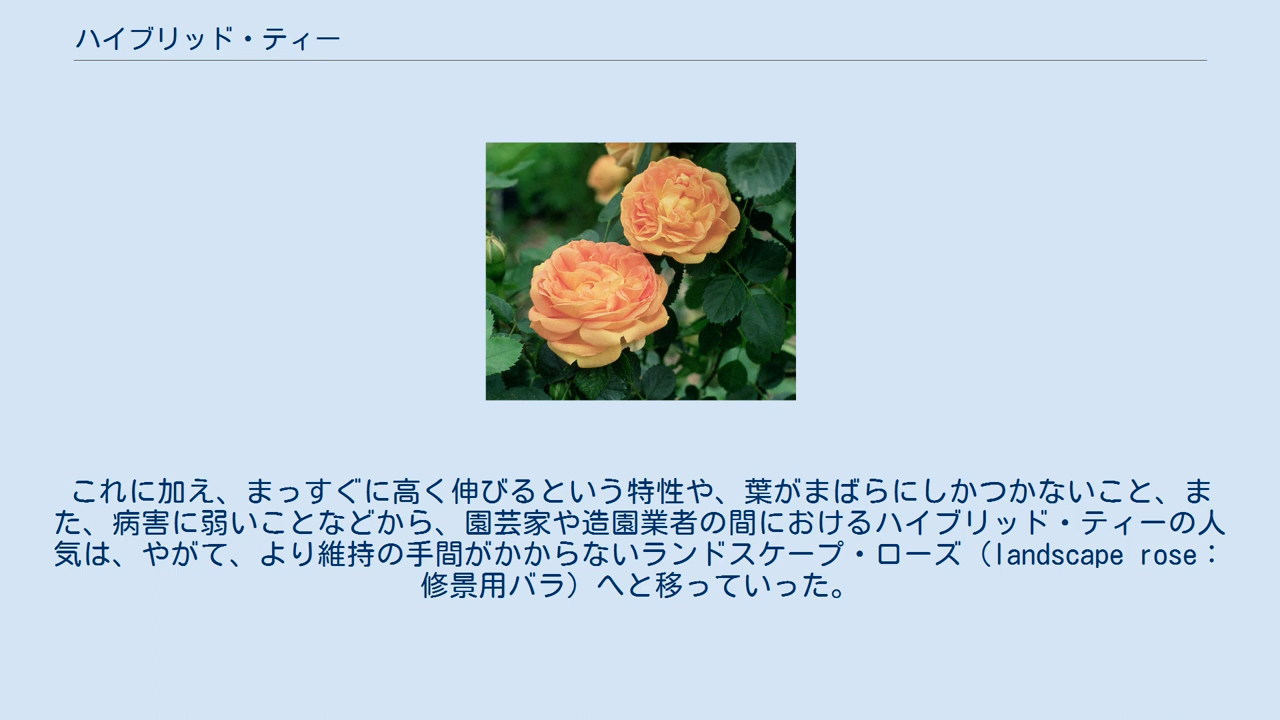 ハイブリッド・ティー
これに加え、まっすぐに高く伸びるという特性や、葉がまばらにしかつかないこと、ま
た、病害に弱いことなどから、園芸家や造園業者の間におけるハイブリッド・ティーの人
気は、やがて、より維持の手間がかからないランドスケープ・ローズ（landscape rose：
修景用バラ）へと移っていった。